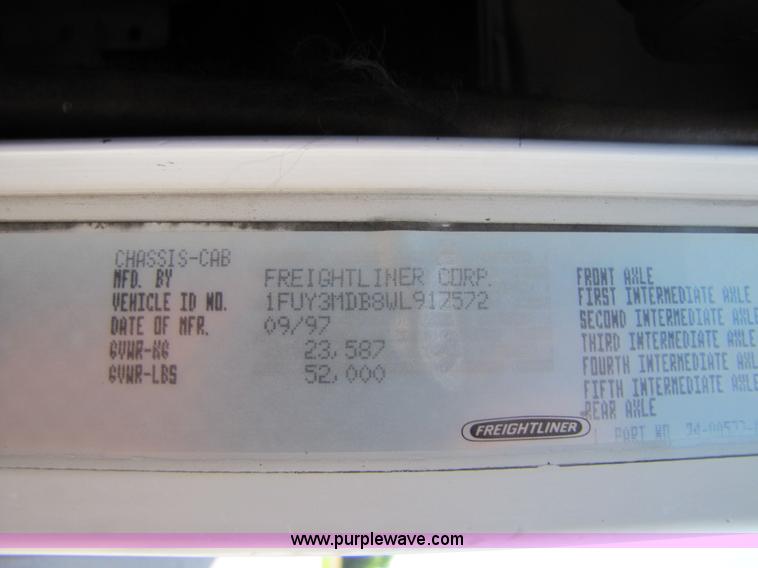 CHASSIS-CAB
MFD. BY FREIGHTLINER CORP.
VEHICLE ID NO. 1FUY3MDB8WL917572
DATE OF MFR. 09/97
GVWR-KG 23,587
GVWR-LBS 52,000
FRONT AXLE
FIRST INTERMEDIATE AXLE
SECOND INTERMEDIATE AXLE
THIRD INTERMEDIATE AXLE
FOURTH INTERMEDIATE AXLE
FIFTH INTERMEDIATE AXLE
REAR AXLE
FREIGHTLINER
PART NO
www.purplewave.com